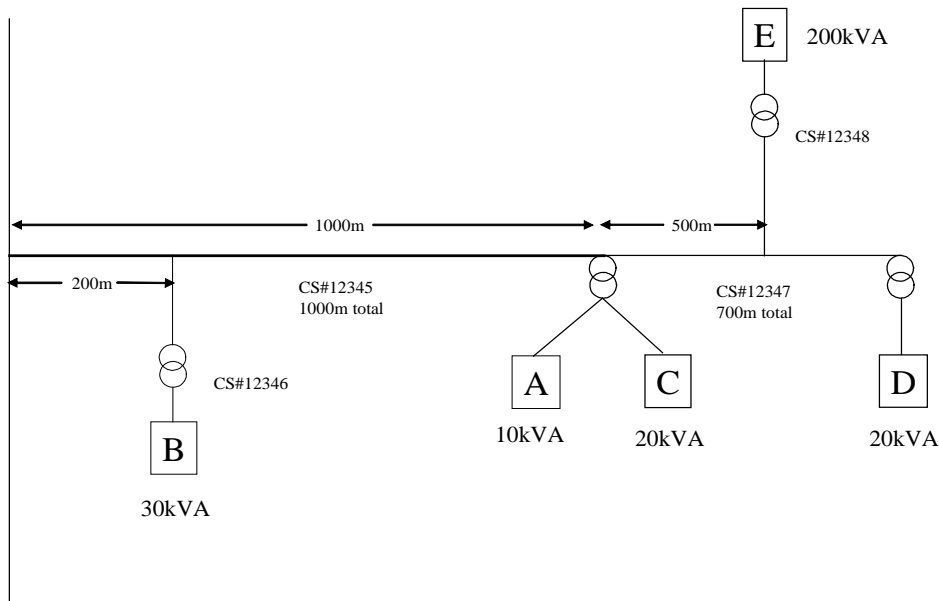 E
200kVA
CS#12348
1000m
500m
200m
CS#12345
1000m total
CS#12347
700m total
CS#12346
A
C
D
10kVA
20kVA
20kVA
B
30kVA